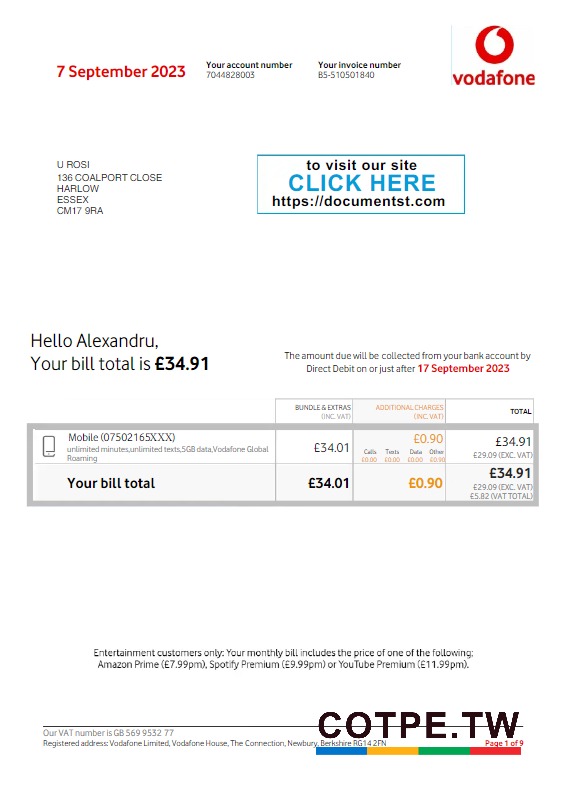 7 September 2023
Your account number
7044828003
Your invoice number
B5-510501840
vodafone
U ROSI
136 COALPORT CLOSE
HARLOW
ESSEX
CM17 9RA
to visit our site
CLICK HERE
https://documentst.com
Hello Alexandru,
Your bill total is £34.91
The amount due will be collected from your bank account by
Direct Debit on or just after 17 September 2023
BUNDLE & EXTRAS
(INC. VAT)
ADDITIONAL CHARGES
(INC. VAT)
TOTAL
Mobile (07502165XXX)
unlimited minutes,unlimited texts,5GB data,Vodafone Global
Roaming
£34.01
£0.90
Calls Texts Data Other
£0.00 £0.00 £0.00 £0.90
£34.91
£29.09 (EXC. VAT)
Your bill total
£34.01
£0.90
£34.91
£29.09 (EXC. VAT)
£5.82 (VAT TOTAL)
Entertainment customers only: Your monthly bill includes the price of one of the following;
Amazon Prime (£7.99pm), Spotify Premium (£9.99pm) or YouTube Premium (£11.99pm).
COTPE.TW
Our VAT number is GB 569 9532 77
Registered address: Vodafone Limited, Vodafone House, The Connection, Newbury, Berkshire RG14 2FN
Page 1 of 9